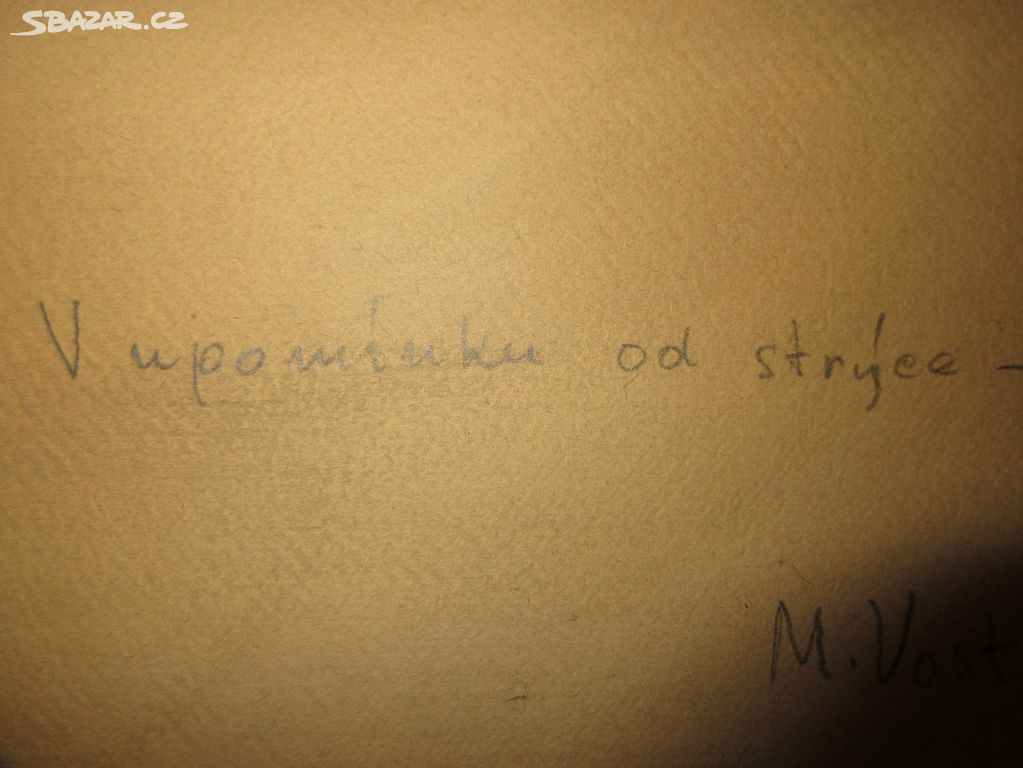 SBAZAR.CZ
V upomínku od strýce -
M. Vost